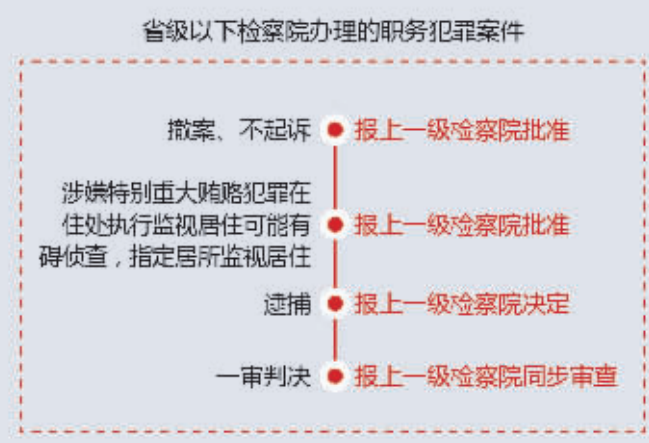 省级以下检察院办理的职务犯罪案件
撤案、不起诉 报上一级检察院批准
涉嫌特别重大贿赂犯罪在
住处执行监视居住可能有 报上一级检察院批准
碍侦查，指定居所监视居住
逮捕 报上一级检察院决定
一审判决 报上一级检察院同步审查